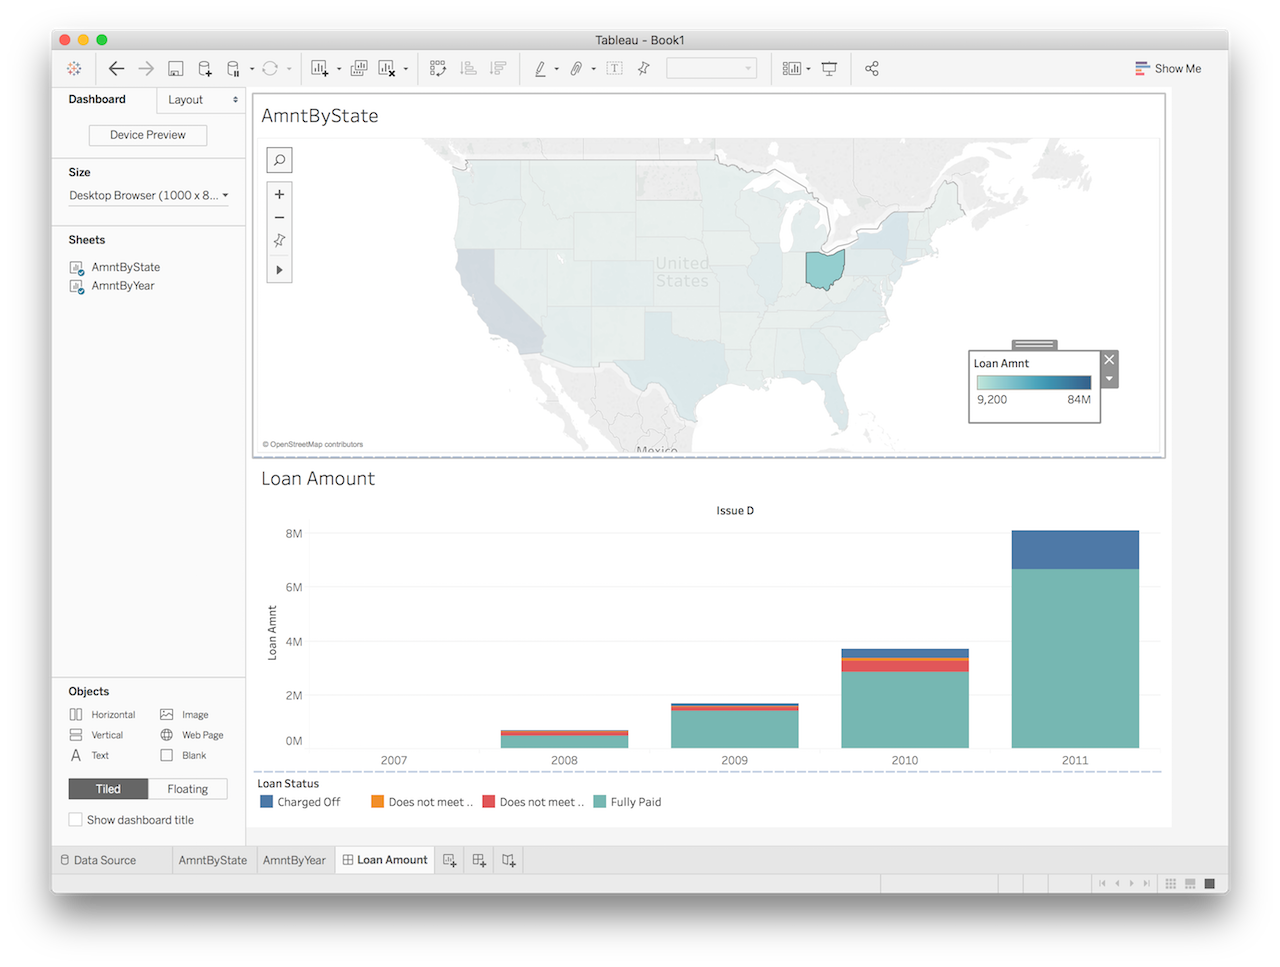 Tableau - Book1
Show Me
Dashboard
Layout
Device Preview
Size
Desktop Browser (1000 x 8...
Sheets
AmntByState
AmntByYear
AmntByState
United
States
Mexico
© OpenStreetMap contributors
Loan Amnt
9,200 84M
Loan Amount
Issue D
Loan Amnt
8M
6M
4M
2M
0M
2007 2008 2009 2010 2011
Loan Status
Charged Off Does not meet .. Does not meet .. Fully Paid
Objects
Horizontal Image
Vertical Web Page
A Text Blank
Tiled Floating
Show dashboard title
Data Source AmntByState AmntByYear Loan Amount